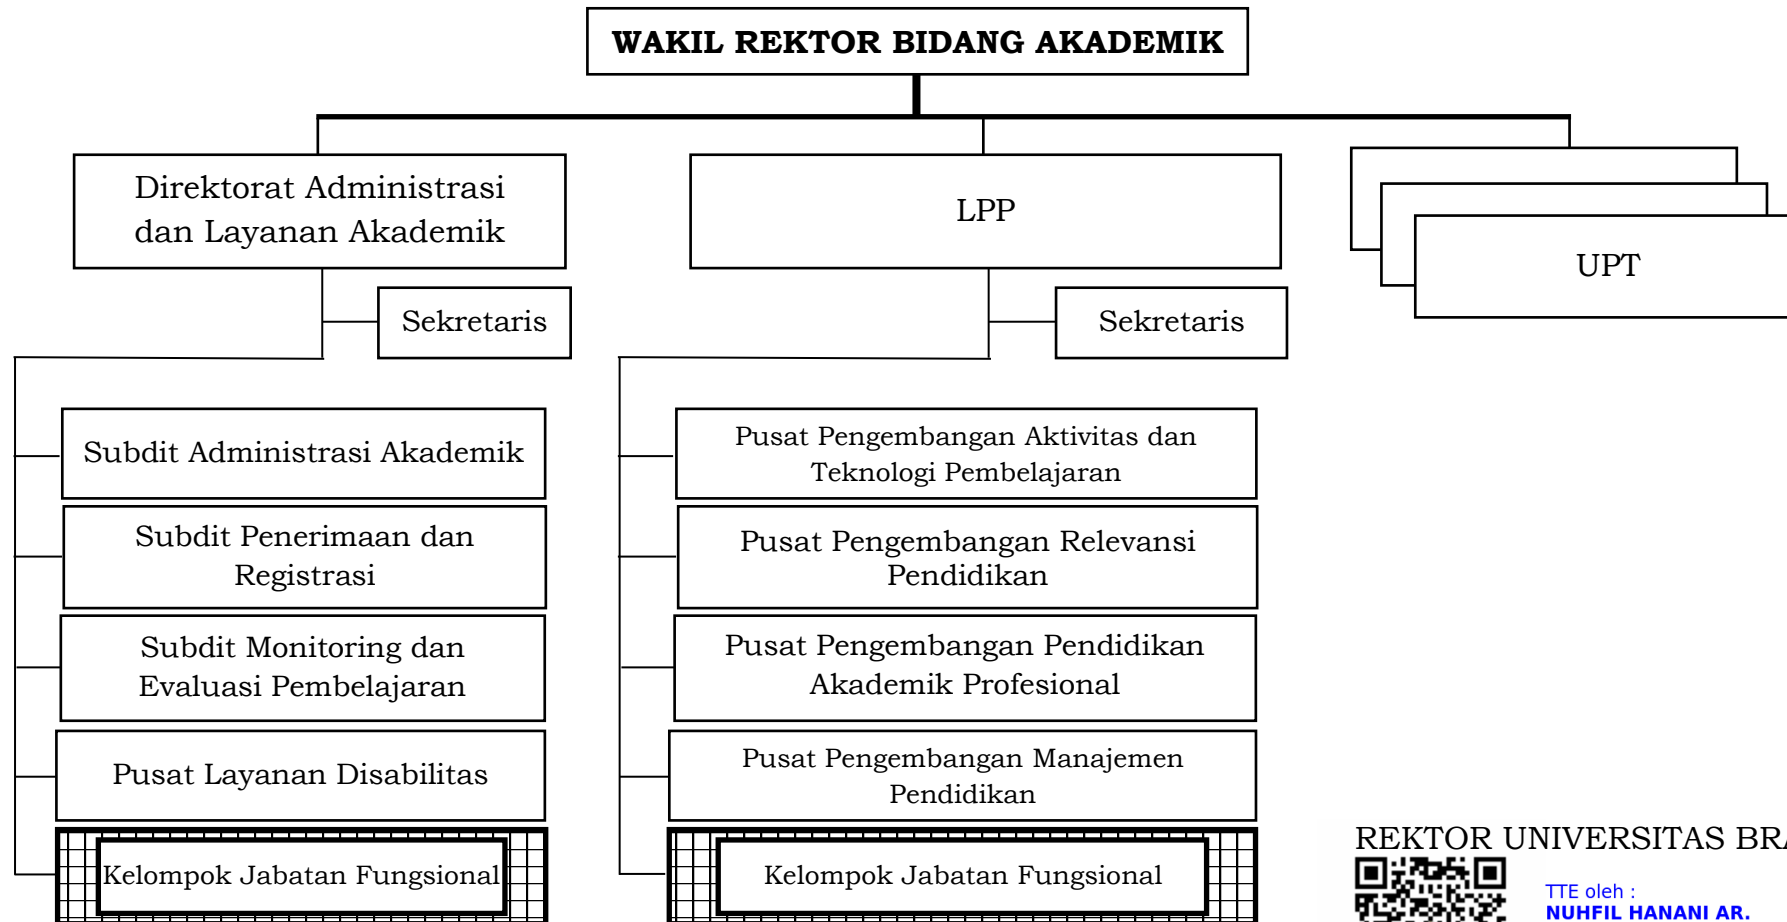 WAKIL REKTOR BIDANG AKADEMIK
Direktorat Administrasi
dan Layanan Akademik
Sekretaris
Subdit Administrasi Akademik
Subdit Penerimaan dan
Registrasi
Subdit Monitoring dan
Evaluasi Pembelajaran
Pusat Layanan Disabilitas
Kelompok Jabatan Fungsional
LPP
Sekretaris
Pusat Pengembangan Aktivitas dan
Teknologi Pembelajaran
Pusat Pengembangan Relevansi
Pendidikan
Pusat Pengembangan Pendidikan
Akademik Profesional
Pusat Pengembangan Manajemen
Pendidikan
Kelompok Jabatan Fungsional
UPT
REKTOR UNIVERSITAS BRA
TTE oleh :
NUHFIL HANANI AR.